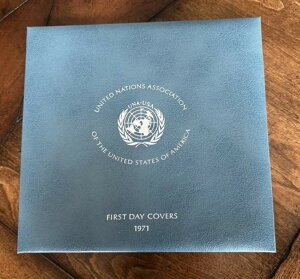 UNITED NATIONS ASSOCIATION
UNA-USA
OF THE UNITED STATES OF AMERICA
FIRST DAY COVERS
1971